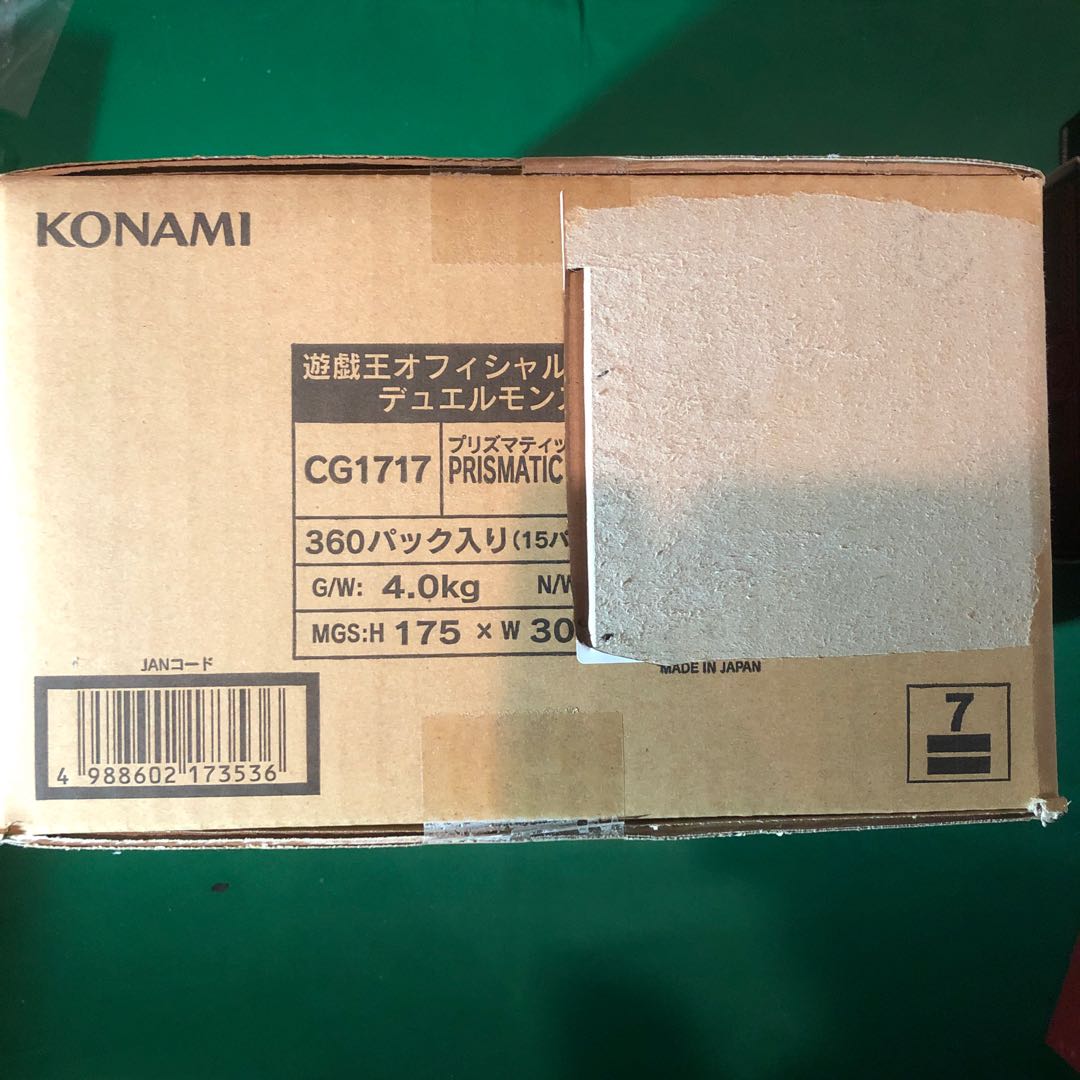 KONAMI
遊戯王オフィシャル
デュエルモンス
CG1717
プリズマティッ
PRISMATIC
360パック入り(15パ
G/W: 4.0kg N/W
MGS:H 175 × W 30
JANコード
MADE IN JAPAN
7
4 988602 173536